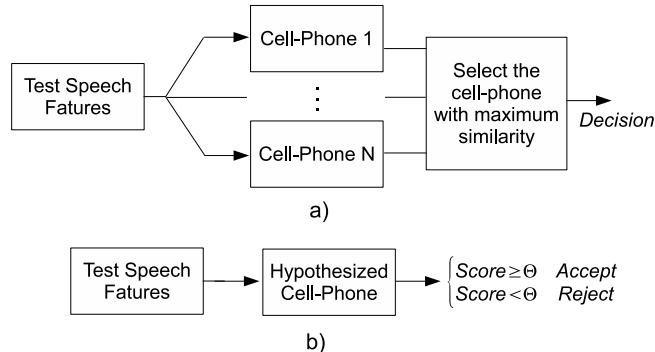 Test Speech
Fatures
Cell-Phone 1
⋮
Cell-Phone N
Select the
cell-phone
with maximum
similarity
Decision
a)
Test Speech
Fatures
Hypothesized
Cell-Phone
Score≥Θ Accept
Score<Θ Reject
b)